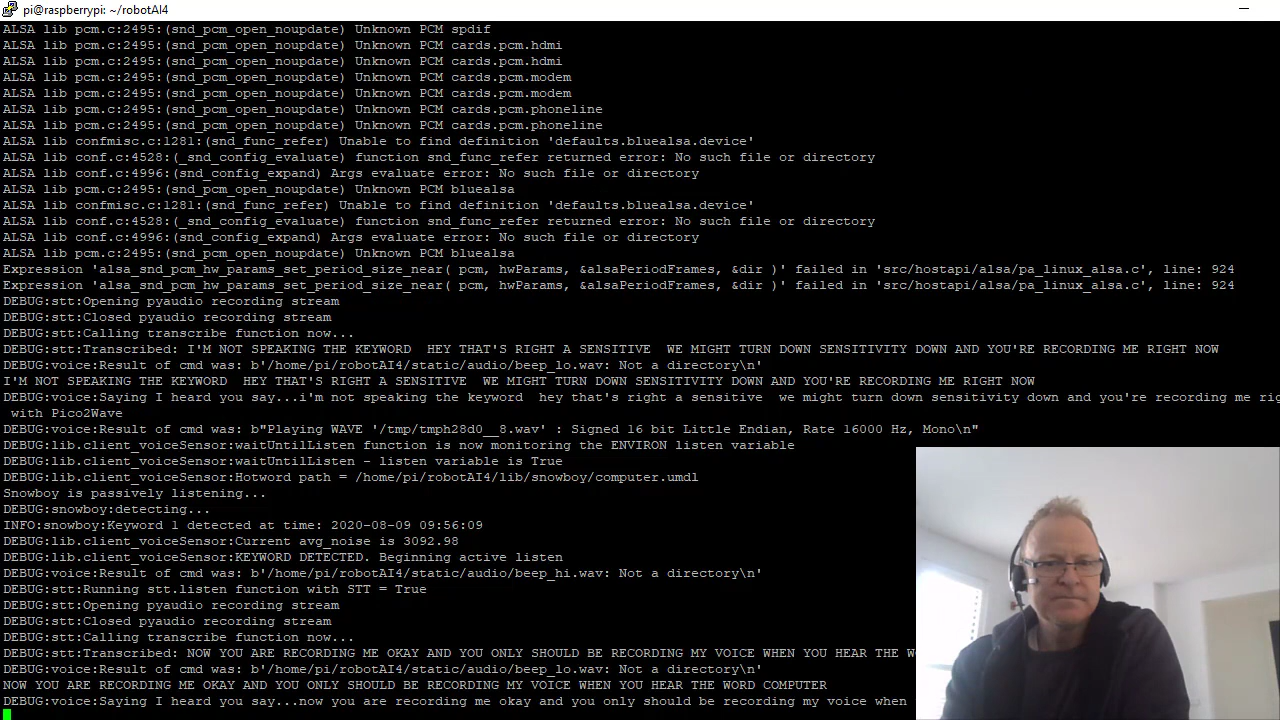 pi@raspberrypi: ~/robotAI4
ALSA lib pcm.c:2495:(snd_pcm_open_noupdate) Unknown PCM spdif
ALSA lib pcm.c:2495:(snd_pcm_open_noupdate) Unknown PCM cards.pcm.hdmi
ALSA lib pcm.c:2495:(snd_pcm_open_noupdate) Unknown PCM cards.pcm.hdmi
ALSA lib pcm.c:2495:(snd_pcm_open_noupdate) Unknown PCM cards.pcm.modem
ALSA lib pcm.c:2495:(snd_pcm_open_noupdate) Unknown PCM cards.pcm.modem
ALSA lib pcm.c:2495:(snd_pcm_open_noupdate) Unknown PCM cards.pcm.phoneline
ALSA lib pcm.c:2495:(snd_pcm_open_noupdate) Unknown PCM cards.pcm.phoneline
ALSA lib confmisc.c:1281:(snd_func_refer) Unable to find definition 'defaults.bluealsa.device'
ALSA lib conf.c:4528:(_snd_config_evaluate) function snd_func_refer returned error: No such file or directory
ALSA lib conf.c:4996:(snd_config_expand) Args evaluate error: No such file or directory
ALSA lib pcm.c:2495:(snd_pcm_open_noupdate) Unknown PCM bluealsa
ALSA lib confmisc.c:1281:(snd_func_refer) Unable to find definition 'defaults.bluealsa.device'
ALSA lib conf.c:4528:(_snd_config_evaluate) function snd_func_refer returned error: No such file or directory
ALSA lib conf.c:4996:(snd_config_expand) Args evaluate error: No such file or directory
ALSA lib pcm.c:2495:(snd_pcm_open_noupdate) Unknown PCM bluealsa
Expression 'alsa_snd_pcm_hw_params_set_period_size_near( pcm, hwParams, &alsaPeriodFrames, &dir )' failed in 'src/hostapi/alsa/pa_linux_alsa.c', line: 924
Expression 'alsa_snd_pcm_hw_params_set_period_size_near( pcm, hwParams, &alsaPeriodFrames, &dir )' failed in 'src/hostapi/alsa/pa_linux_alsa.c', line: 924
DEBUG:stt:Opening pyaudio recording stream
DEBUG:stt:Closed pyaudio recording stream
DEBUG:stt:Calling transcribe function now...
DEBUG:stt:Transcribed: I'M NOT SPEAKING THE KEYWORD  HEY THAT'S RIGHT A SENSITIVE  WE MIGHT TURN DOWN SENSITIVITY DOWN AND YOU'RE RECORDING ME RIGHT NOW
DEBUG:voice:Result of cmd was: b'/home/pi/robotAI4/static/audio/beep_lo.wav: Not a directory\n'
I'M NOT SPEAKING THE KEYWORD  HEY THAT'S RIGHT A SENSITIVE  WE MIGHT TURN DOWN SENSITIVITY DOWN AND YOU'RE RECORDING ME RIGHT NOW
DEBUG:voice:Saying I heard you say...i'm not speaking the keyword  hey that's right a sensitive  we might turn down sensitivity down and you're recording me rig
with Pico2Wave
DEBUG:voice:Result of cmd was: b"Playing WAVE '/tmp/tmph28d0__8.wav' : Signed 16 bit Little Endian, Rate 16000 Hz, Mono\n"
DEBUG:lib.client_voiceSensor:waitUntilListen function is now monitoring the ENVIRON listen variable
DEBUG:lib.client_voiceSensor:waitUntilListen - listen variable is True
DEBUG:lib.client_voiceSensor:Hotword path = /home/pi/robotAI4/lib/snowboy/computer.umdl
Snowboy is passively listening...
DEBUG:snowboy:detecting...
INFO:snowboy:Keyword 1 detected at time: 2020-08-09 09:56:09
DEBUG:lib.client_voiceSensor:Current avg_noise is 3092.98
DEBUG:lib.client_voiceSensor:KEYWORD DETECTED. Beginning active listen
DEBUG:voice:Result of cmd was: b'/home/pi/robotAI4/static/audio/beep_hi.wav: Not a directory\n'
DEBUG:stt:Running stt.listen function with STT = True
DEBUG:stt:Opening pyaudio recording stream
DEBUG:stt:Closed pyaudio recording stream
DEBUG:stt:Calling transcribe function now...
DEBUG:stt:Transcribed: NOW YOU ARE RECORDING ME OKAY AND YOU ONLY SHOULD BE RECORDING MY VOICE WHEN YOU HEAR THE W
DEBUG:voice:Result of cmd was: b'/home/pi/robotAI4/static/audio/beep_lo.wav: Not a directory\n'
NOW YOU ARE RECORDING ME OKAY AND YOU ONLY SHOULD BE RECORDING MY VOICE WHEN YOU HEAR THE WORD COMPUTER
DEBUG:voice:Saying I heard you say...now you are recording me okay and you only should be recording my voice when